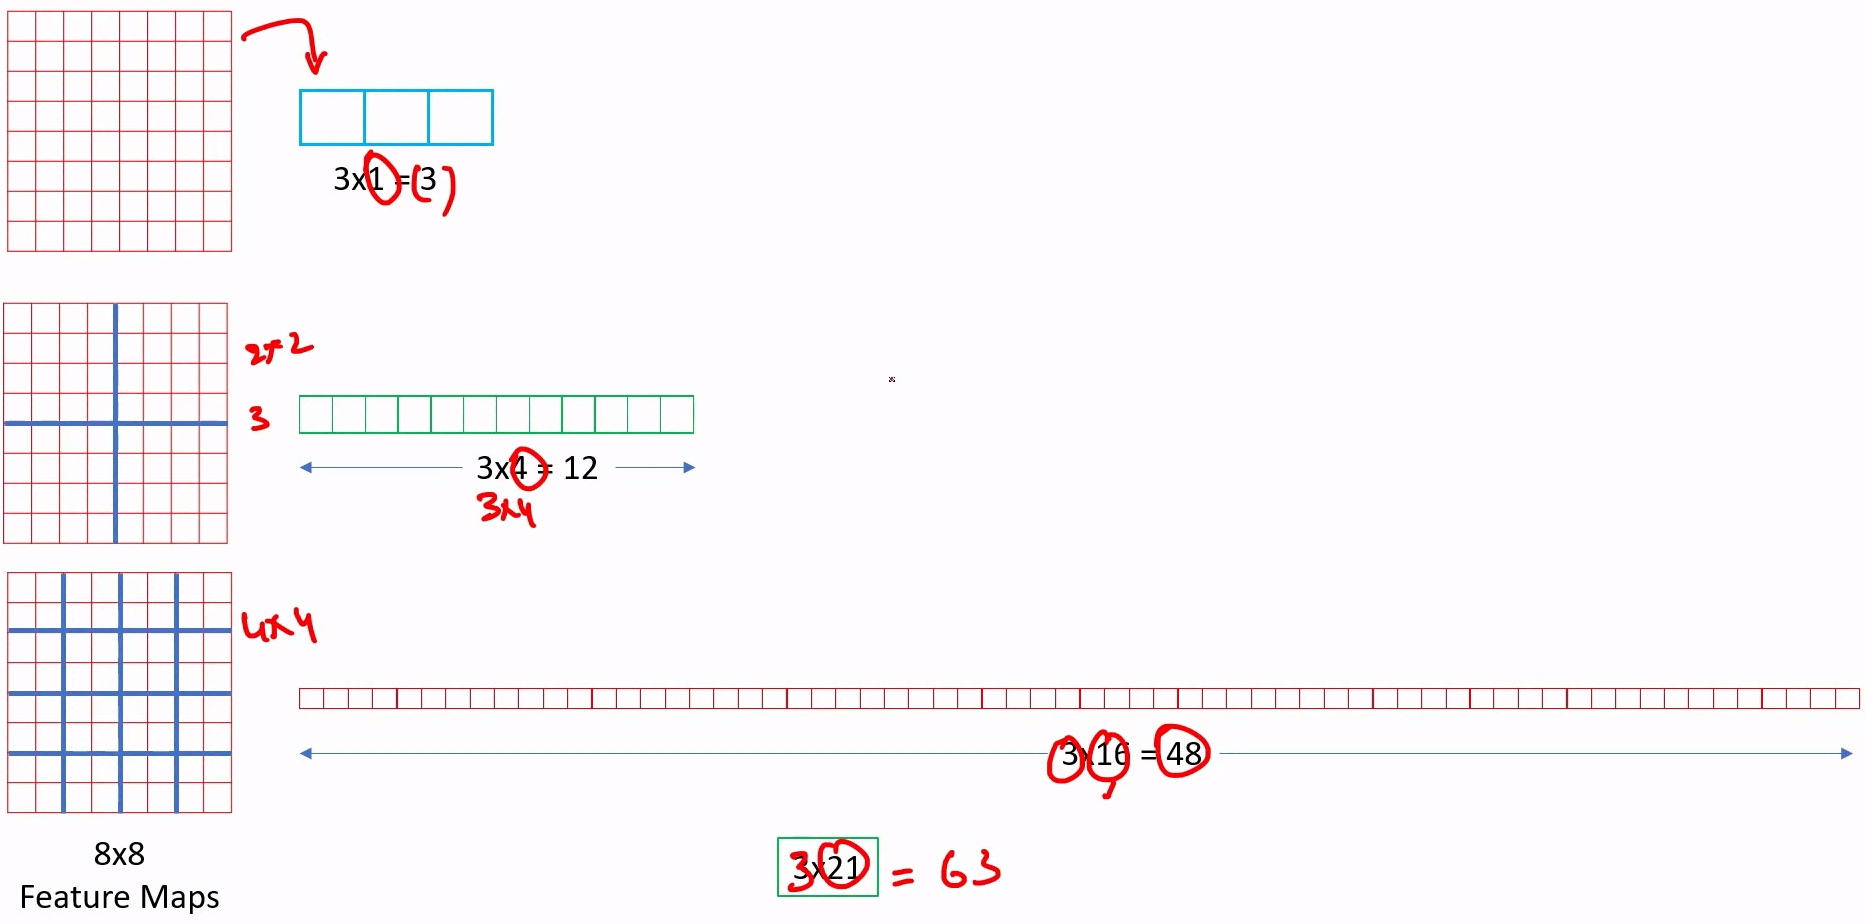 3x1 = (3)
2x2
3
3x4 = 12
3x4
4x4
3x16 = 48
8x8
Feature Maps
3x21 = 63